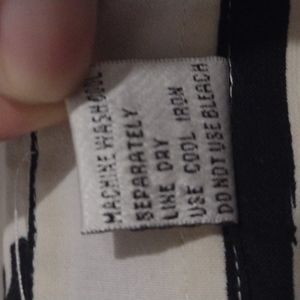 MACHINE WASH COOL
SEPARATELY
LINE DRY
USE COOL IRON
DO NOT USE BLEACH